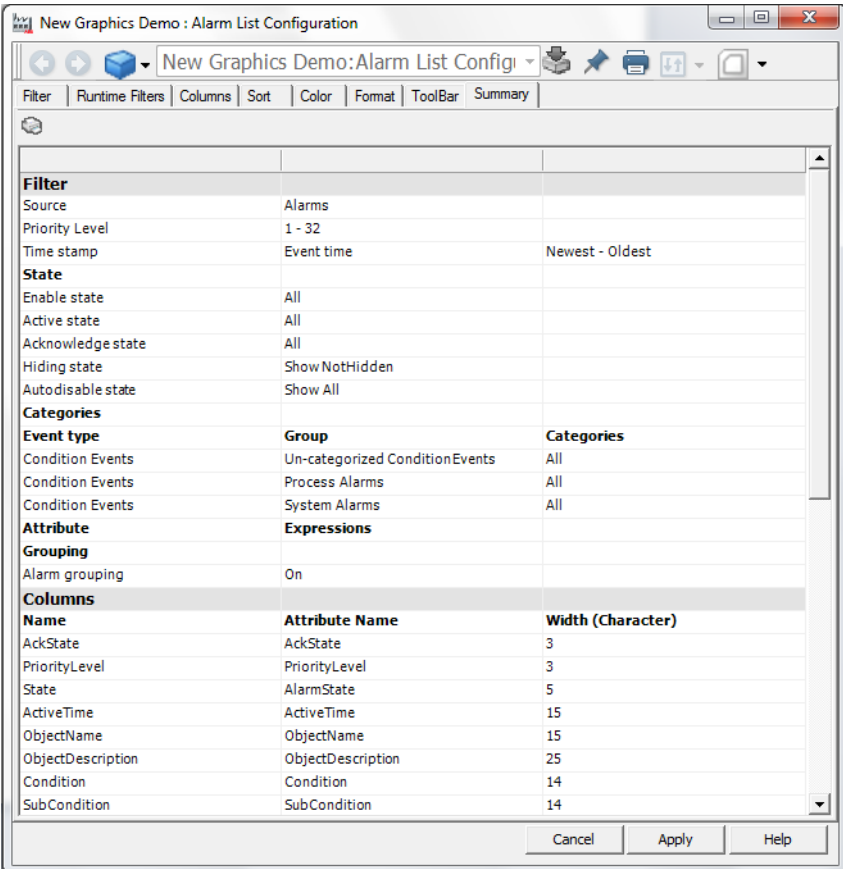 New Graphics Demo : Alarm List Configuration
New Graphics Demo:Alarm List Config
Filter Runtime Filters Columns Sort Color Format ToolBar Summary
Filter
Source Alarms
Priority Level 1 - 32
Time stamp Event time Newest - Oldest
State
Enable state All
Active state All
Acknowledge state All
Hiding state Show NotHidden
Autodisable state Show All
Categories
Event type Group Categories
Condition Events Un-categorized Condition Events All
Condition Events Process Alarms All
Condition Events System Alarms All
Attribute Expressions
Grouping
Alarm grouping On
Columns
Name Attribute Name Width (Character)
AckState AckState 3
PriorityLevel PriorityLevel 3
State AlarmState 5
ActiveTime ActiveTime 15
ObjectName ObjectName 15
ObjectDescription ObjectDescription 25
Condition Condition 14
SubCondition SubCondition 14
Cancel Apply Help